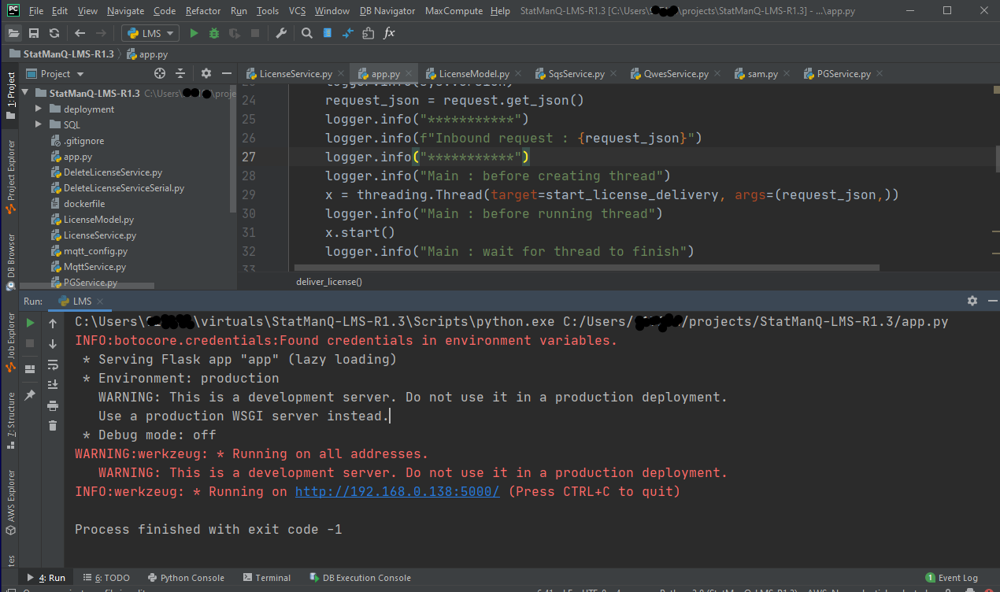 PC File Edit View Navigate Code Refactor Run Tools VCS Window DB Navigator MaxCompute Help StatManQ-LMS-R1.3 [C:\Users\ \projects\StatManQ-LMS-R1.3] - ...\app.py
LMS
StatManQ-LMS-R1.3 app.py
Project
LicenseService.py app.py LicenseModel.py SqsService.py QwesService.py sam.py PGService.py
1: Project
Project Explorer
DB Browser
Job Explorer
7: Structure
AWS Explorer
StatManQ-LMS-R1.3 C:\Users\ \proje
deployment
SQL
.gitignore
app.py
DeleteLicenseService.py
DeleteLicenseServiceSerial.py
dockerfile
LicenseModel.py
LicenseService.py
mqtt_config.py
MqttService.py
PGService.py
24 request_json = request.get_json()
25 logger.info("***********")
26 logger.info(f"Inbound request : {request_json}")
27 logger.info("***********")
28 logger.info("Main : before creating thread")
29 x = threading.Thread(target=start_license_delivery, args=(request_json,))
30 logger.info("Main : before running thread")
31 x.start()
32 logger.info("Main : wait for thread to finish")
33
deliver_license()
Run: LMS
C:\Users\ \virtuals\StatManQ-LMS-R1.3\Scripts\python.exe C:/Users/ /projects/StatManQ-LMS-R1.3/app.py
INFO:botocore.credentials:Found credentials in environment variables.
* Serving Flask app "app" (lazy loading)
* Environment: production
WARNING: This is a development server. Do not use it in a production deployment.
Use a production WSGI server instead.
* Debug mode: off
WARNING:werkzeug: * Running on all addresses.
WARNING: This is a development server. Do not use it in a production deployment.
INFO:werkzeug: * Running on http://192.168.0.138:5000/ (Press CTRL+C to quit)
Process finished with exit code -1
4: Run 6: TODO Python Console Terminal DB Execution Console 1 Event Log